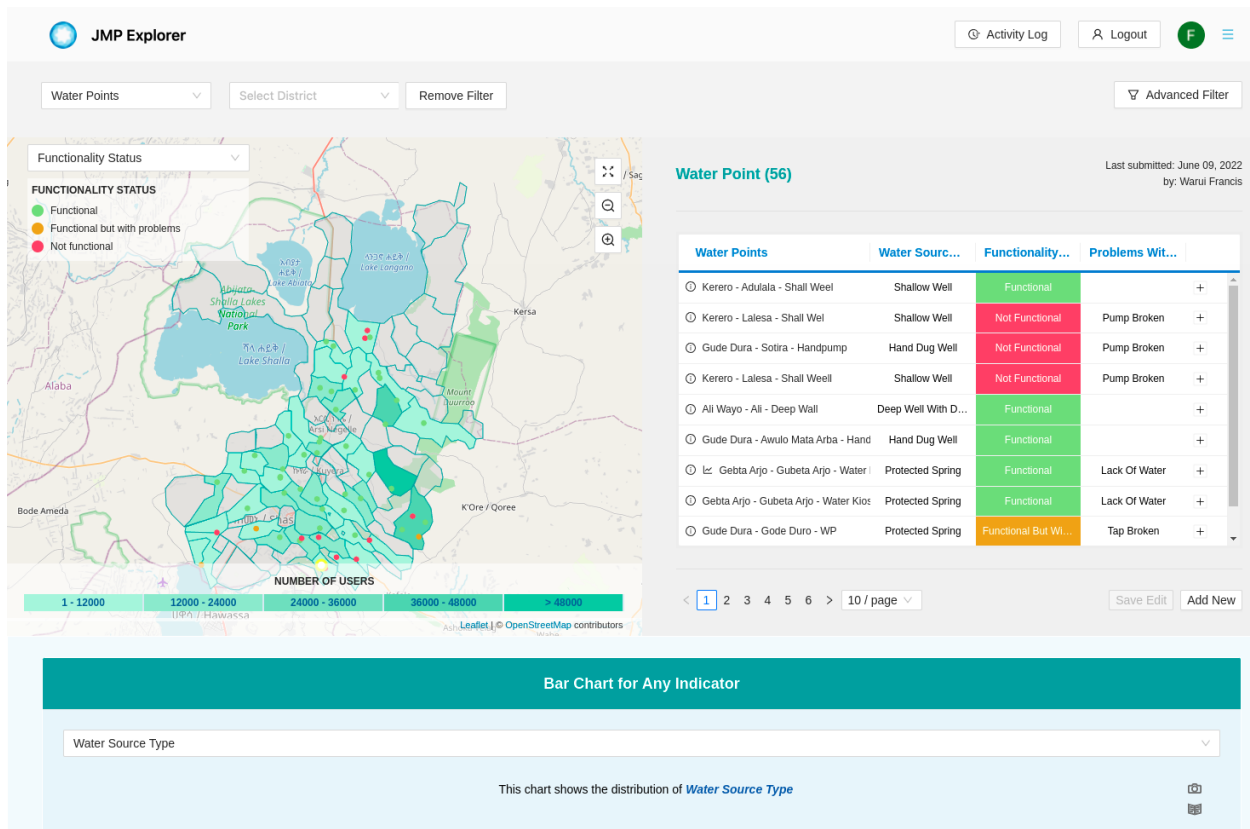 JMP Explorer
Activity Log
Logout
F
Water Points
Select District
Remove Filter
Advanced Filter
Functionality Status
FUNCTIONALITY STATUS
Functional
Functional but with problems
Not functional
Lake Langano
Lake Abiata
Abijata
Shalla Lakes
National
Park
Lake Shalla
Alaba
Kersa
Mount
Duurroo
Arsi Negelle
/ Kuyera
K'Ore / Qoree
Bode Ameda
/ Hawassa
NUMBER OF USERS
1 - 12000
12000 - 24000
24000 - 36000
36000 - 48000
> 48000
Leaflet | © OpenStreetMap contributors
Water Point (56)
Last submitted: June 09, 2022
by: Warui Francis
Water Points Water Sourc... Functionality... Problems Wit...
Kerero - Adulala - Shall Weel Shallow Well Functional
Kerero - Lalesa - Shall Wel Shallow Well Not Functional Pump Broken
Gude Dura - Sotira - Handpump Hand Dug Well Not Functional Pump Broken
Kerero - Lalesa - Shall Weell Shallow Well Not Functional Pump Broken
Ali Wayo - Ali - Deep Wall Deep Well With D... Functional
Gude Dura - Awulo Mata Arba - Hand Hand Dug Well Functional
Gebta Arjo - Gubeta Arjo - Water Protected Spring Functional Lack Of Water
Gebta Arjo - Gubeta Arjo - Water Kios Protected Spring Functional Lack Of Water
Gude Dura - Gode Duro - WP Protected Spring Functional But Wi... Tap Broken
1 2 3 4 5 6 10 / page
Save Edit
Add New
Bar Chart for Any Indicator
Water Source Type
This chart shows the distribution of Water Source Type